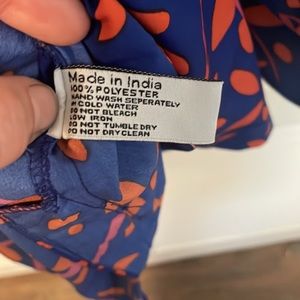 Made in India
100% POLYESTER
HAND WASH SEPERATELY
IN COLD WATER
DO NOT BLEACH
LOW IRON
DO NOT TUMBLE DRY
DO NOT DRY CLEAN